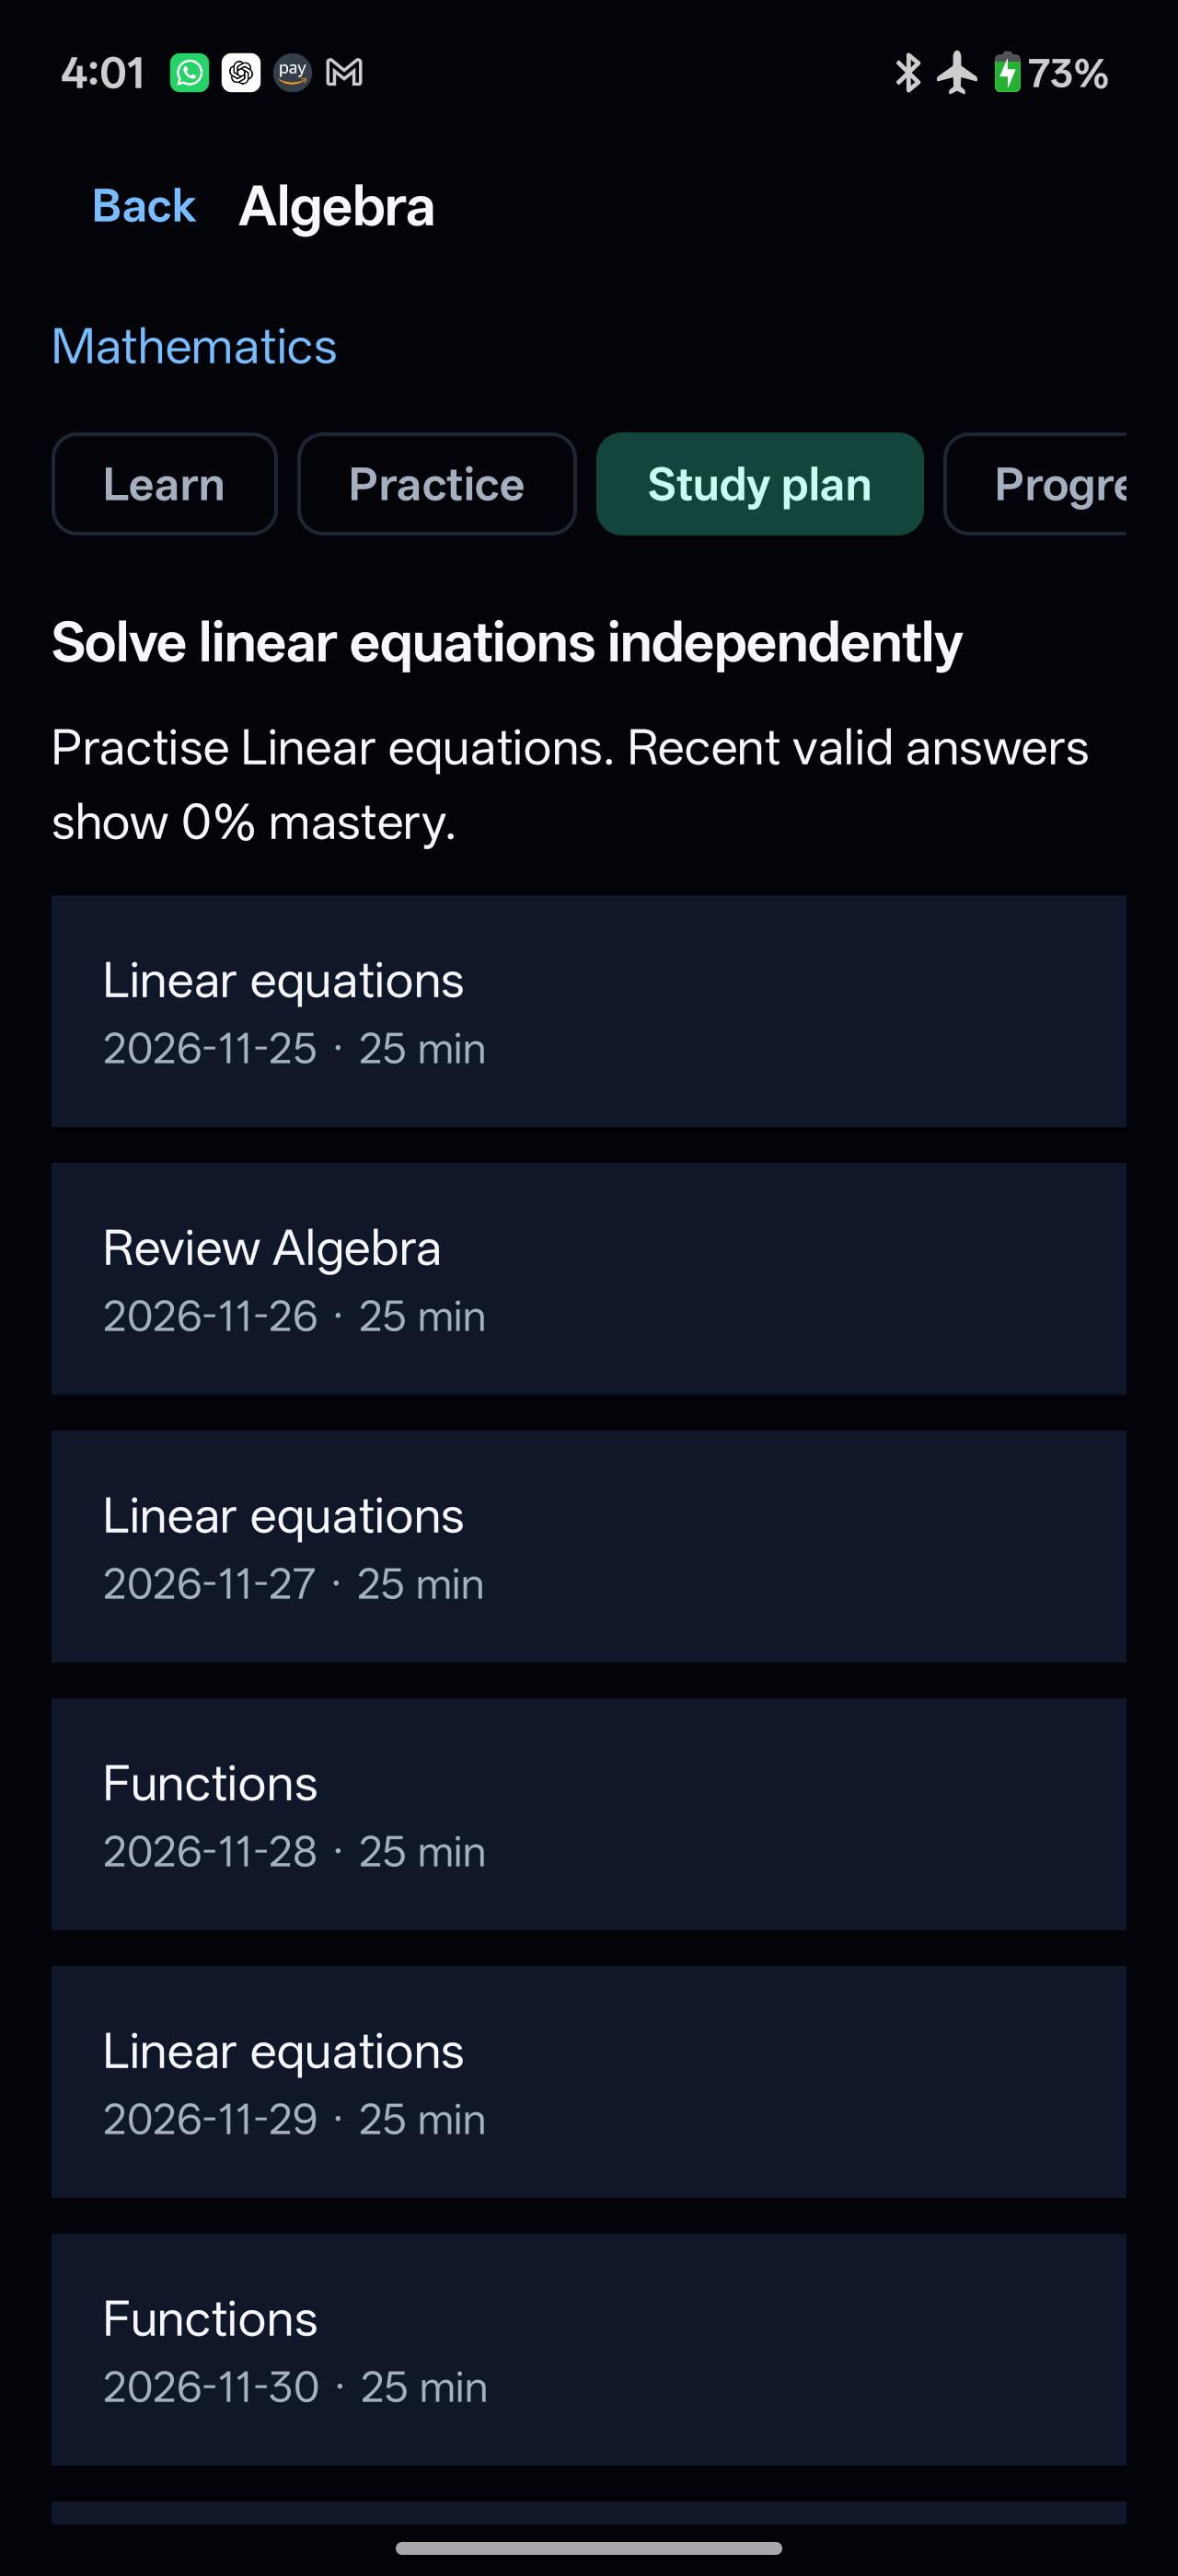 4:01 pay 73%
Back Algebra
Mathematics
Learn Practice Study plan Progre
Solve linear equations independently
Practise Linear equations. Recent valid answers
show 0% mastery.
Linear equations
2026-11-25 · 25 min
Review Algebra
2026-11-26 · 25 min
Linear equations
2026-11-27 · 25 min
Functions
2026-11-28 · 25 min
Linear equations
2026-11-29 · 25 min
Functions
2026-11-30 · 25 min